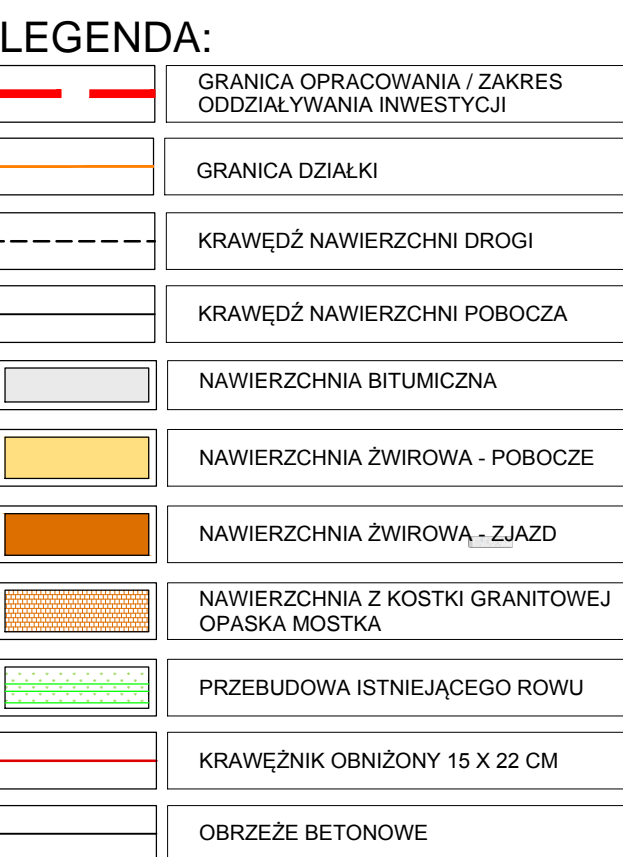 LEGENDA:
GRANICA OPRACOWANIA / ZAKRES
ODDZIAŁYWANIA INWESTYCJI
GRANICA DZIAŁKI
KRAWĘDŹ NAWIERZCHNI DROGI
KRAWĘDŹ NAWIERZCHNI POBOCZA
NAWIERZCHNIA BITUMICZNA
NAWIERZCHNIA ŻWIROWA - POBOCZE
NAWIERZCHNIA ŻWIROWA - ZJAZD
NAWIERZCHNIA Z KOSTKI GRANITOWEJ
OPASKA MOSTKA
PRZEBUDOWA ISTNIEJĄCEGO ROWU
KRAWĘŻNIK OBNIŻONY 15 X 22 CM
OBRZEŻE BETONOWE